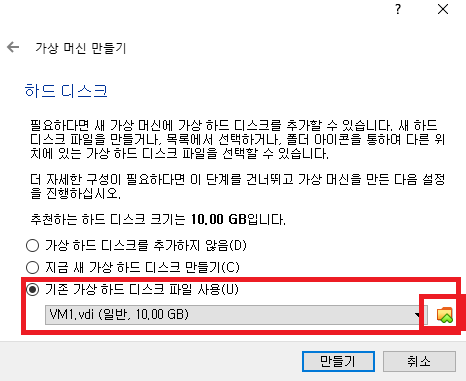 ?
가상 머신 만들기
하드 디스크
필요하다면 새 가상 머신에 가상 하드 디스크를 추가할 수 있습니다. 새 하드
디스크 파일을 만들거나, 목록에서 선택하거나, 폴더 아이콘을 통하여 다른 위
치에 있는 가상 하드 디스크 파일을 선택할 수 있습니다.
더 자세한 구성이 필요하다면 이 단계를 건너뛰고 가상 머신을 만든 다음 설정
을 진행하십시오.
추천하는 하드 디스크 크기는 10.00 GB입니다.
가상 하드 디스크를 추가하지 않음(D)
지금 새 가상 하드 디스크 만들기(C)
기존 가상 하드 디스크 파일 사용(U)
VM1.vdi (일반, 10.00 GB)
만들기 취소